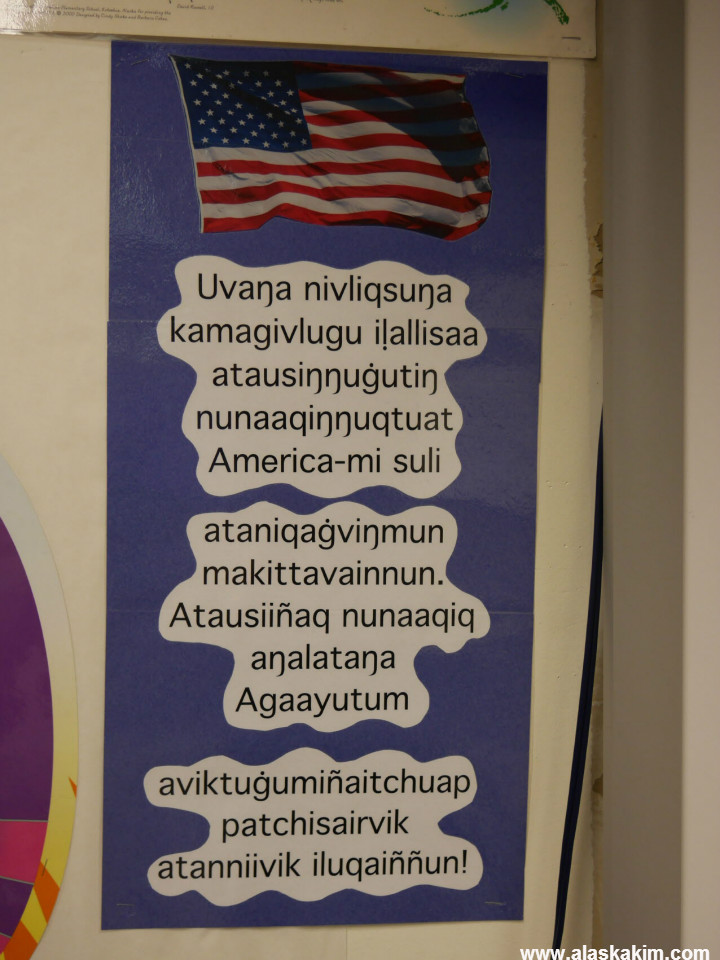 Uvaŋa nivliqsuŋa
kamagivlugu iḷallisaa
atausiŋŋuġutiŋ
nunaaqiŋŋuqtuat
America-mi suli
ataniqaġviŋmun
makittavainnun.
Atausiiñaq nunaaqiq
aŋalataŋa
Agaayutum
aviktuġumiñaitchuap
patchisairvik
atanniivik iluqaiññun!
www.alaskakim.com